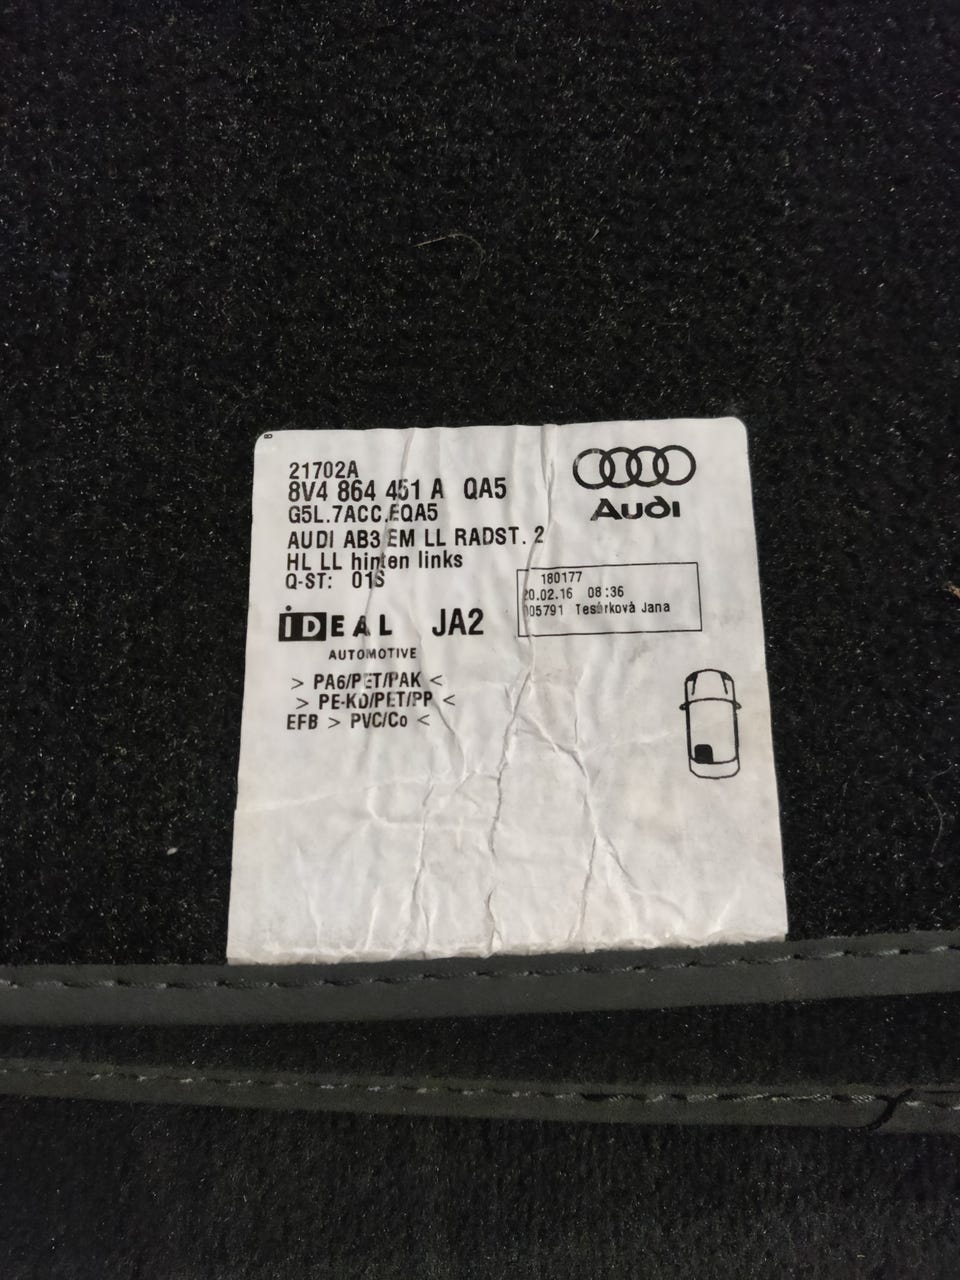 21702A
8V4 864 451 A QA5
G5L.7ACC.EQA5
AUDI AB3 EM LL RADST. 2
HL LL hinten links
Q-ST: 01S
Audi
180177
20.02.16 08:36
005791 Tesárková Jana
iDEAL JA2
AUTOMOTIVE
> PA6/PET/PAK <
> PE-KO/PET/PP <
EFB > PVC/Co <